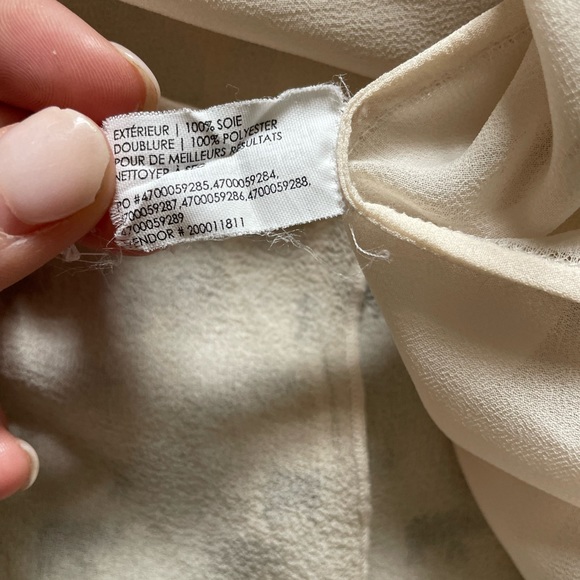 EXTÉRIEUR | 100% SOIE
DOUBLURE | 100% POLYESTER
POUR DE MEILLEURS RÉSULTATS
NETTOYER À
PO #4700059285,4700059284,
4700059287,4700059286,4700059288,
4700059289
VENDOR # 200011811